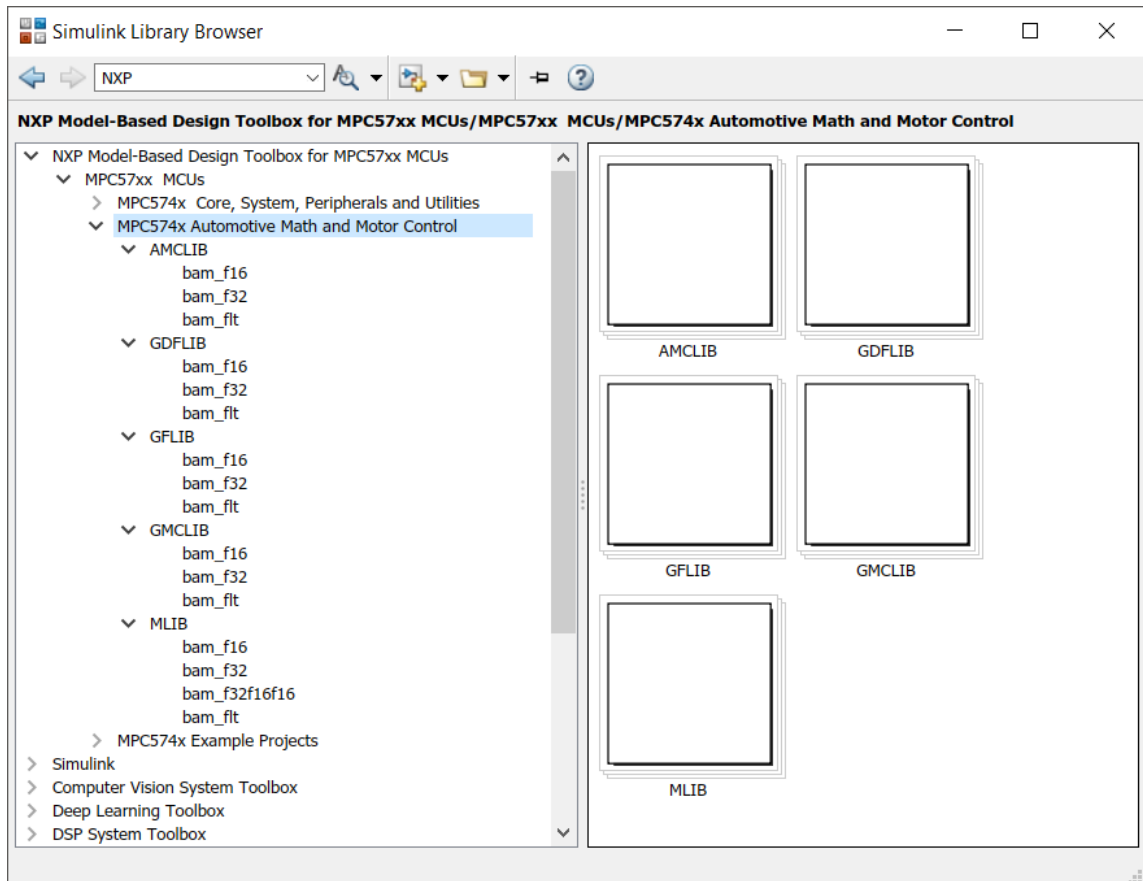 Simulink Library Browser
NXP
NXP Model-Based Design Toolbox for MPC57xx MCUs/MPC57xx  MCUs/MPC574x Automotive Math and Motor Control
NXP Model-Based Design Toolbox for MPC57xx MCUs
MPC57xx  MCUs
MPC574x  Core, System, Peripherals and Utilities
MPC574x Automotive Math and Motor Control
AMCLIB
bam_f16
bam_f32
bam_flt
GDFLIB
bam_f16
bam_f32
bam_flt
GFLIB
bam_f16
bam_f32
bam_flt
GMCLIB
bam_f16
bam_f32
bam_flt
MLIB
bam_f16
bam_f32
bam_f32f16f16
bam_flt
MPC574x Example Projects
Simulink
Computer Vision System Toolbox
Deep Learning Toolbox
DSP System Toolbox
AMCLIB
GDFLIB
GFLIB
GMCLIB
MLIB